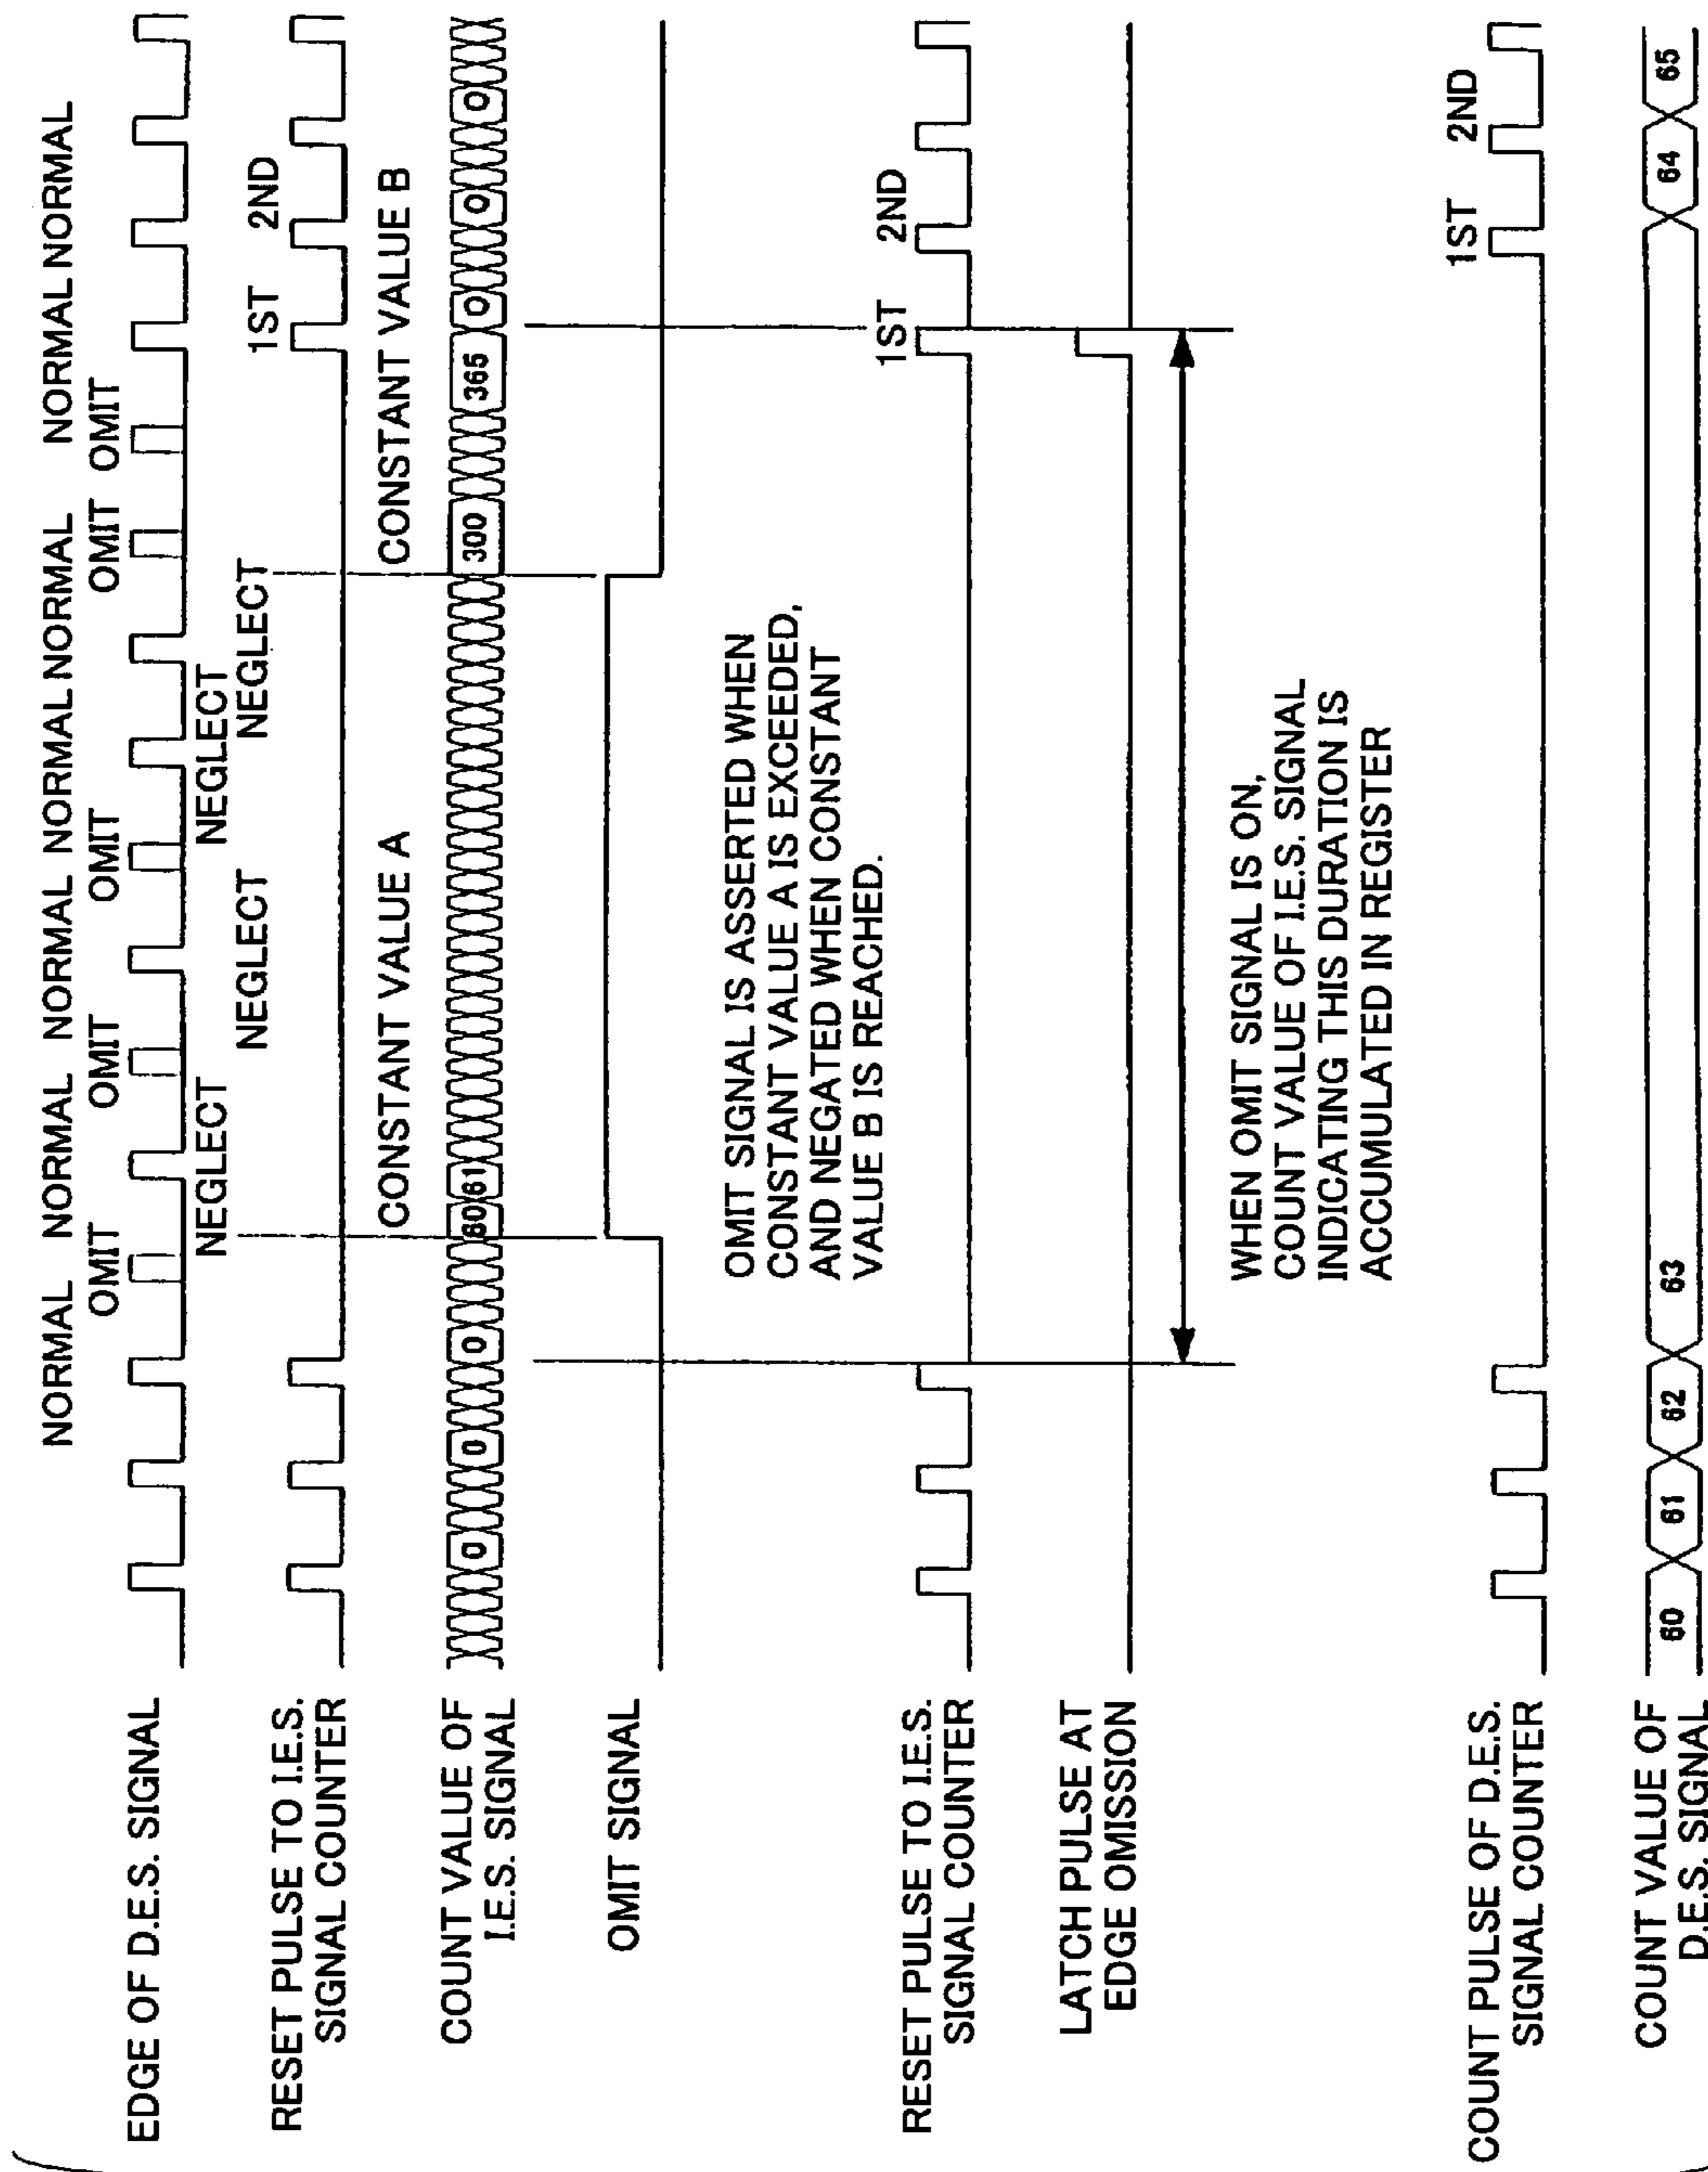 NORMAL NORMAL NORMAL NORMAL NORMAL NORMAL NORMAL NORMAL NORMAL NORMAL
OMIT OMIT OMIT OMIT OMIT
EDGE OF D.E.S. SIGNAL
NEGLECT NEGLECT
NEGLECT NEGLECT 1ST 2ND
RESET PULSE TO I.E.S.
SIGNAL COUNTER
CONSTANT VALUE A CONSTANT VALUE B
COUNT VALUE OF
I.E.S. SIGNAL
0 0 0 60 61 300 365 0 0 0
OMIT SIGNAL
OMIT SIGNAL IS ASSERTED WHEN
CONSTANT VALUE A IS EXCEEDED,
AND NEGATED WHEN CONSTANT
VALUE B IS REACHED.
1ST 2ND
RESET PULSE TO I.E.S.
SIGNAL COUNTER
LATCH PULSE AT
EDGE OMISSION
WHEN OMIT SIGNAL IS ON,
COUNT VALUE OF I.E.S. SIGNAL
INDICATING THIS DURATION IS
ACCUMULATED IN REGISTER
1ST 2ND
COUNT PULSE OF D.E.S.
SIGNAL COUNTER
COUNT VALUE OF
D.E.S. SIGNAL
60 61 62 63 64 65